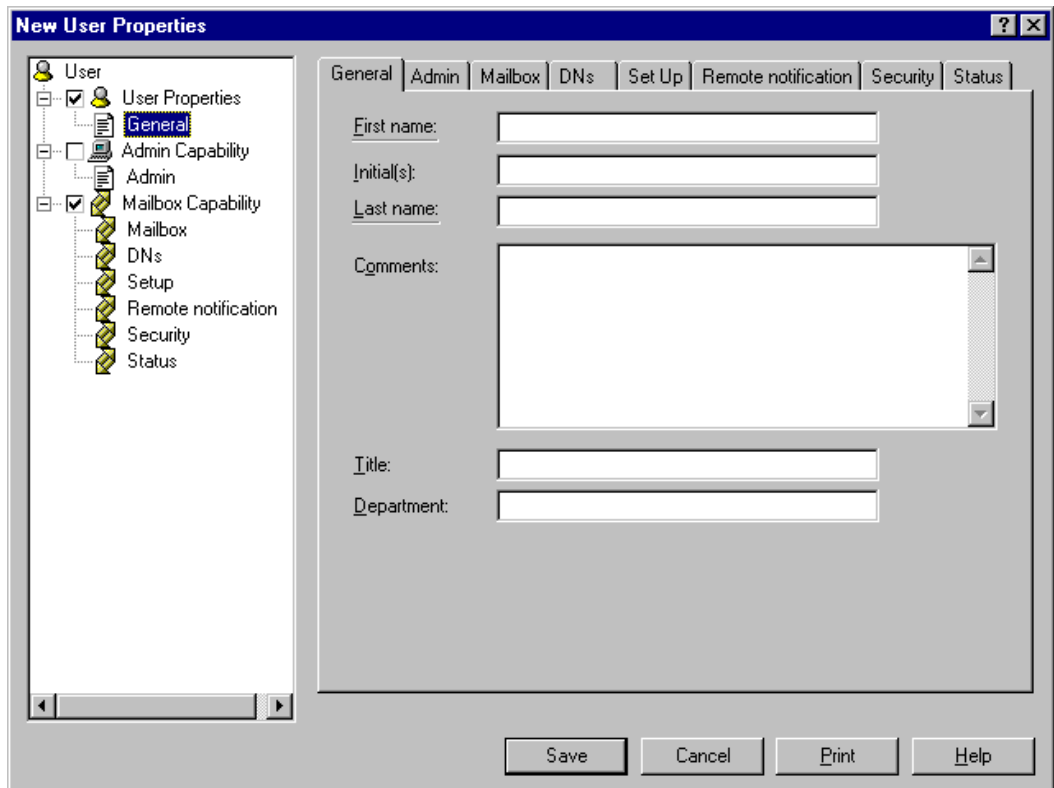 New User Properties
User
User Properties
General
Admin Capability
Admin
Mailbox Capability
Mailbox
DNs
Setup
Remote notification
Security
Status
General Admin Mailbox DNs Set Up Remote notification Security Status
First name:
Initial(s):
Last name:
Comments:
Title:
Department:
Save Cancel Print Help